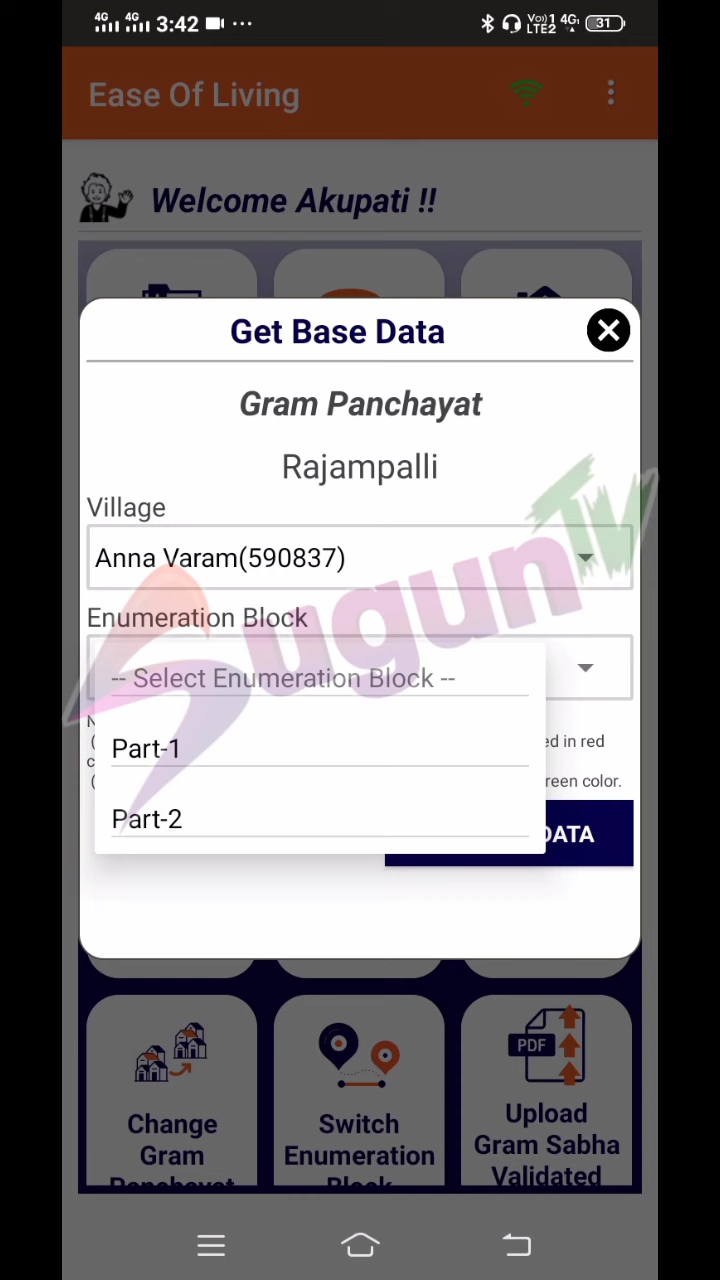 4G 4G 3:42 ... Vo)) 1 LTE2 4G 31
Ease Of Living
Welcome Akupati !!
Get Base Data
Gram Panchayat
Rajampalli
Village
Anna Varam(590837)
Enumeration Block
-- Select Enumeration Block --
ed in red
Part-1
reen color.
Part-2
DATA
SugunTV
PDF
Change
Gram
Panchayat
Switch
Enumeration
Block
Upload
Gram Sabha
Validated